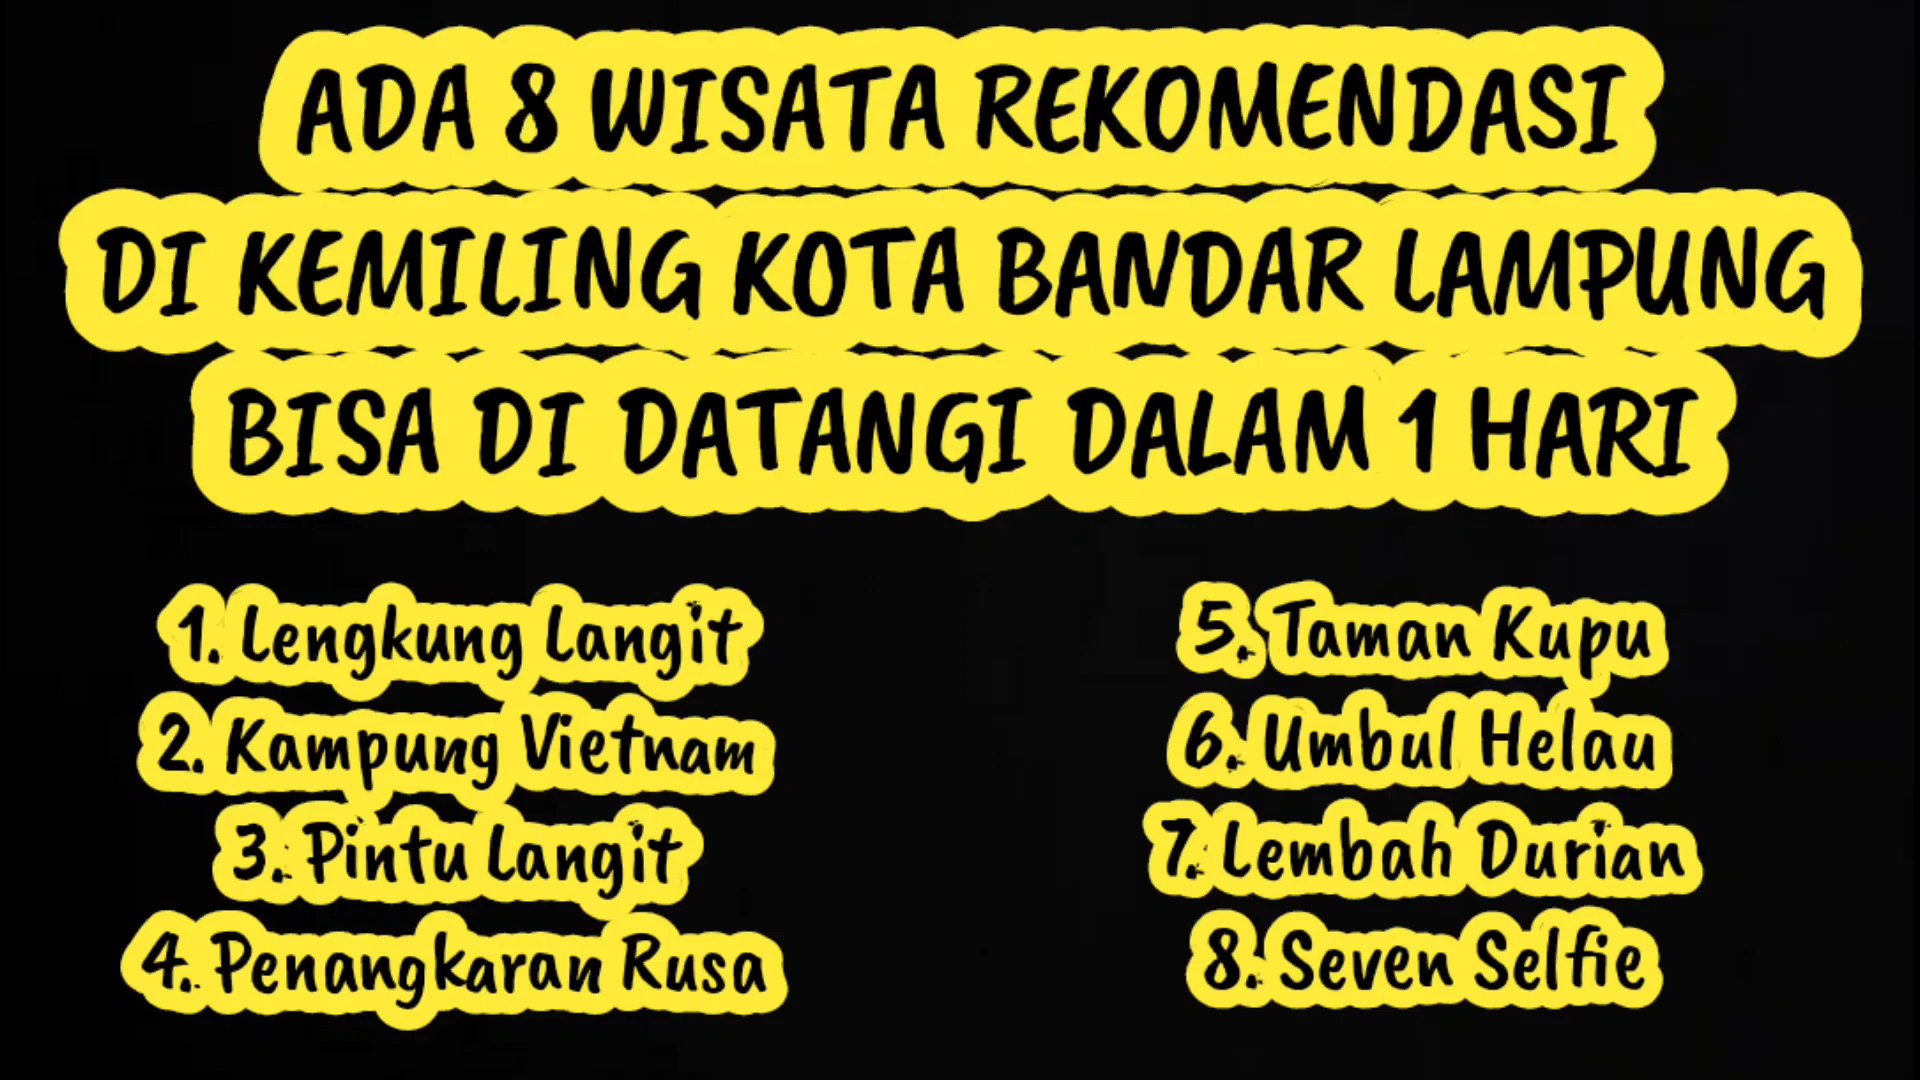 ADA 8 WISATA REKOMENDASI
DI KEMILING KOTA BANDAR LAMPUNG
BISA DI DATANGI DALAM 1 HARI
1. Lengkung Langit
2. Kampung Vietnam
3. Pintu Langit
4. Penangkaran Rusa
5. Taman Kupu
6. Umbul Helau
7. Lembah Durian
8. Seven Selfie